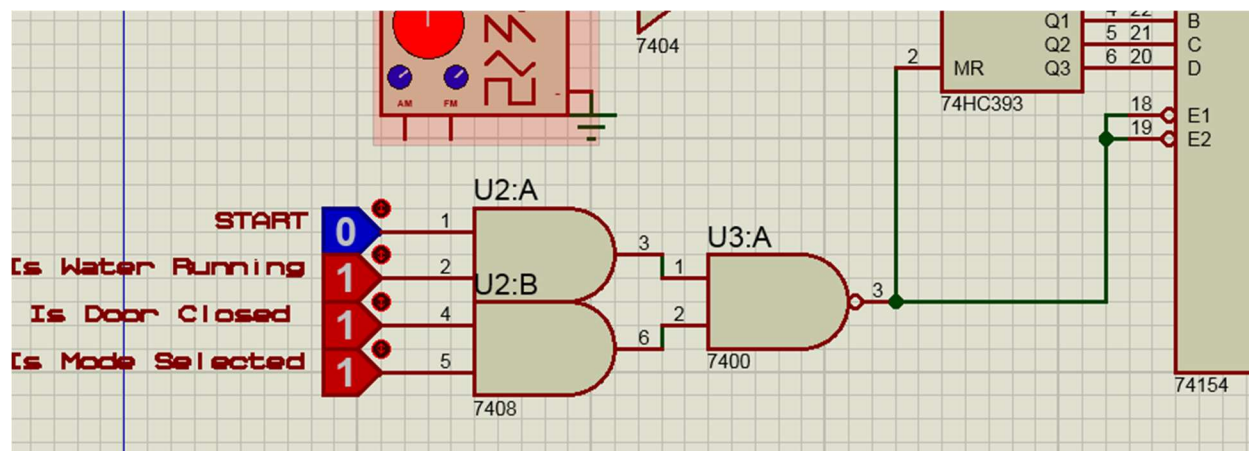 7404
AM FM
-
4 22
Q1 B
5 21
Q2 C
6 20
Q3 D
2
MR
74HC393
18
E1
19
E2
74154
START
0
Is Water Running
1
Is Door Closed
1
Is Mode Selected
1
U2:A
1
2
3
U2:B
4
5
6
7408
U3:A
1
2
3
7400